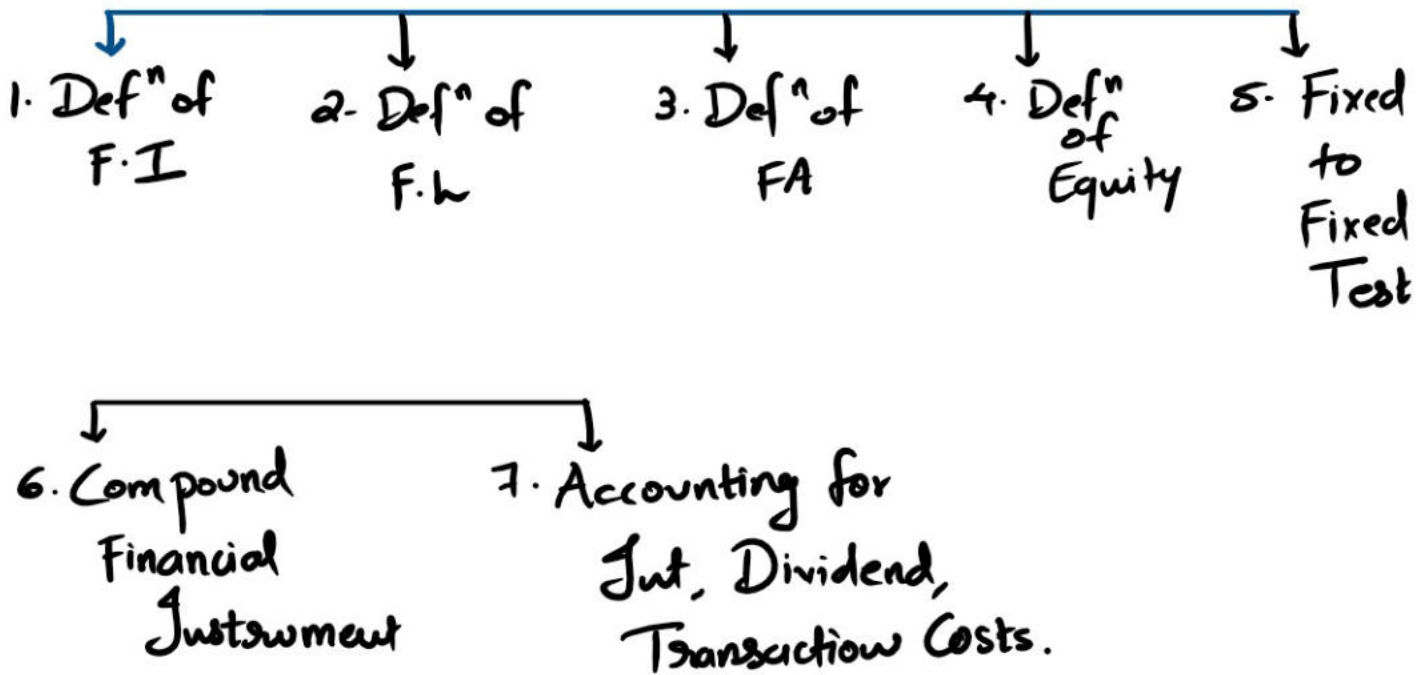 1. Defⁿ of
F.I
2- Defⁿ of
F.L
3. Defⁿ of
FA
4. Defⁿ
of
Equity
5- Fixed
to
Fixed
Test
6. Compound
Financial
Instrument
7. Accounting for
Int, Dividend,
Transaction Costs.